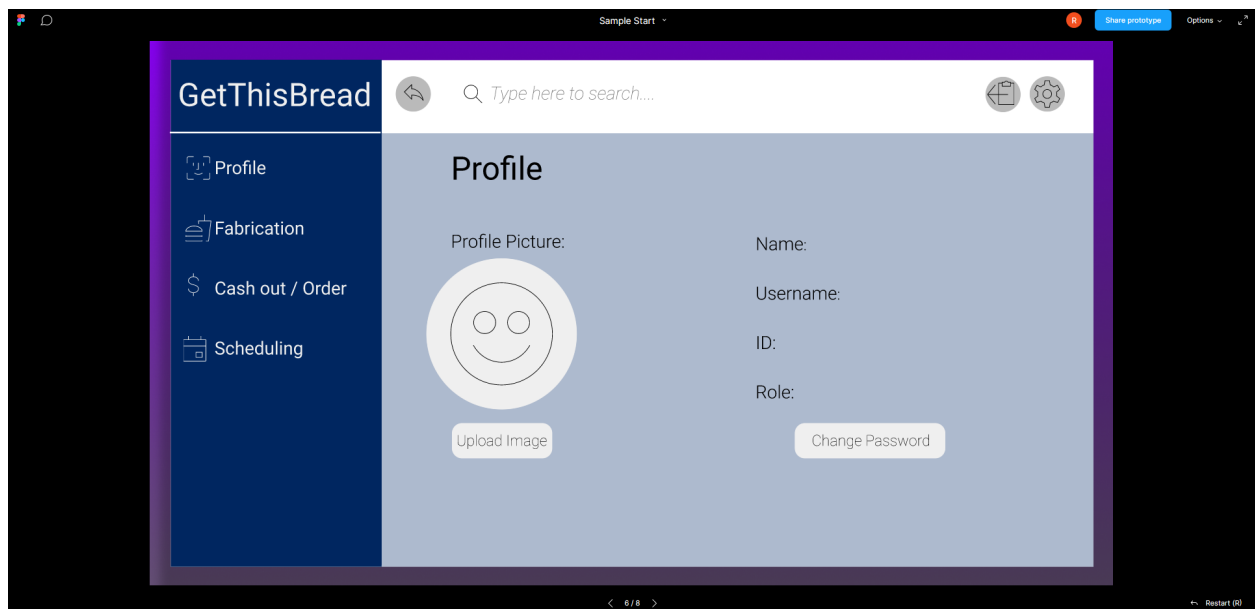 Sample Start
R
Share prototype
Options
GetThisBread
Type here to search....
Profile
Fabrication
$ Cash out / Order
Scheduling
Profile
Profile Picture:
Upload Image
Name:
Username:
ID:
Role:
Change Password
6 / 8
Restart (R)